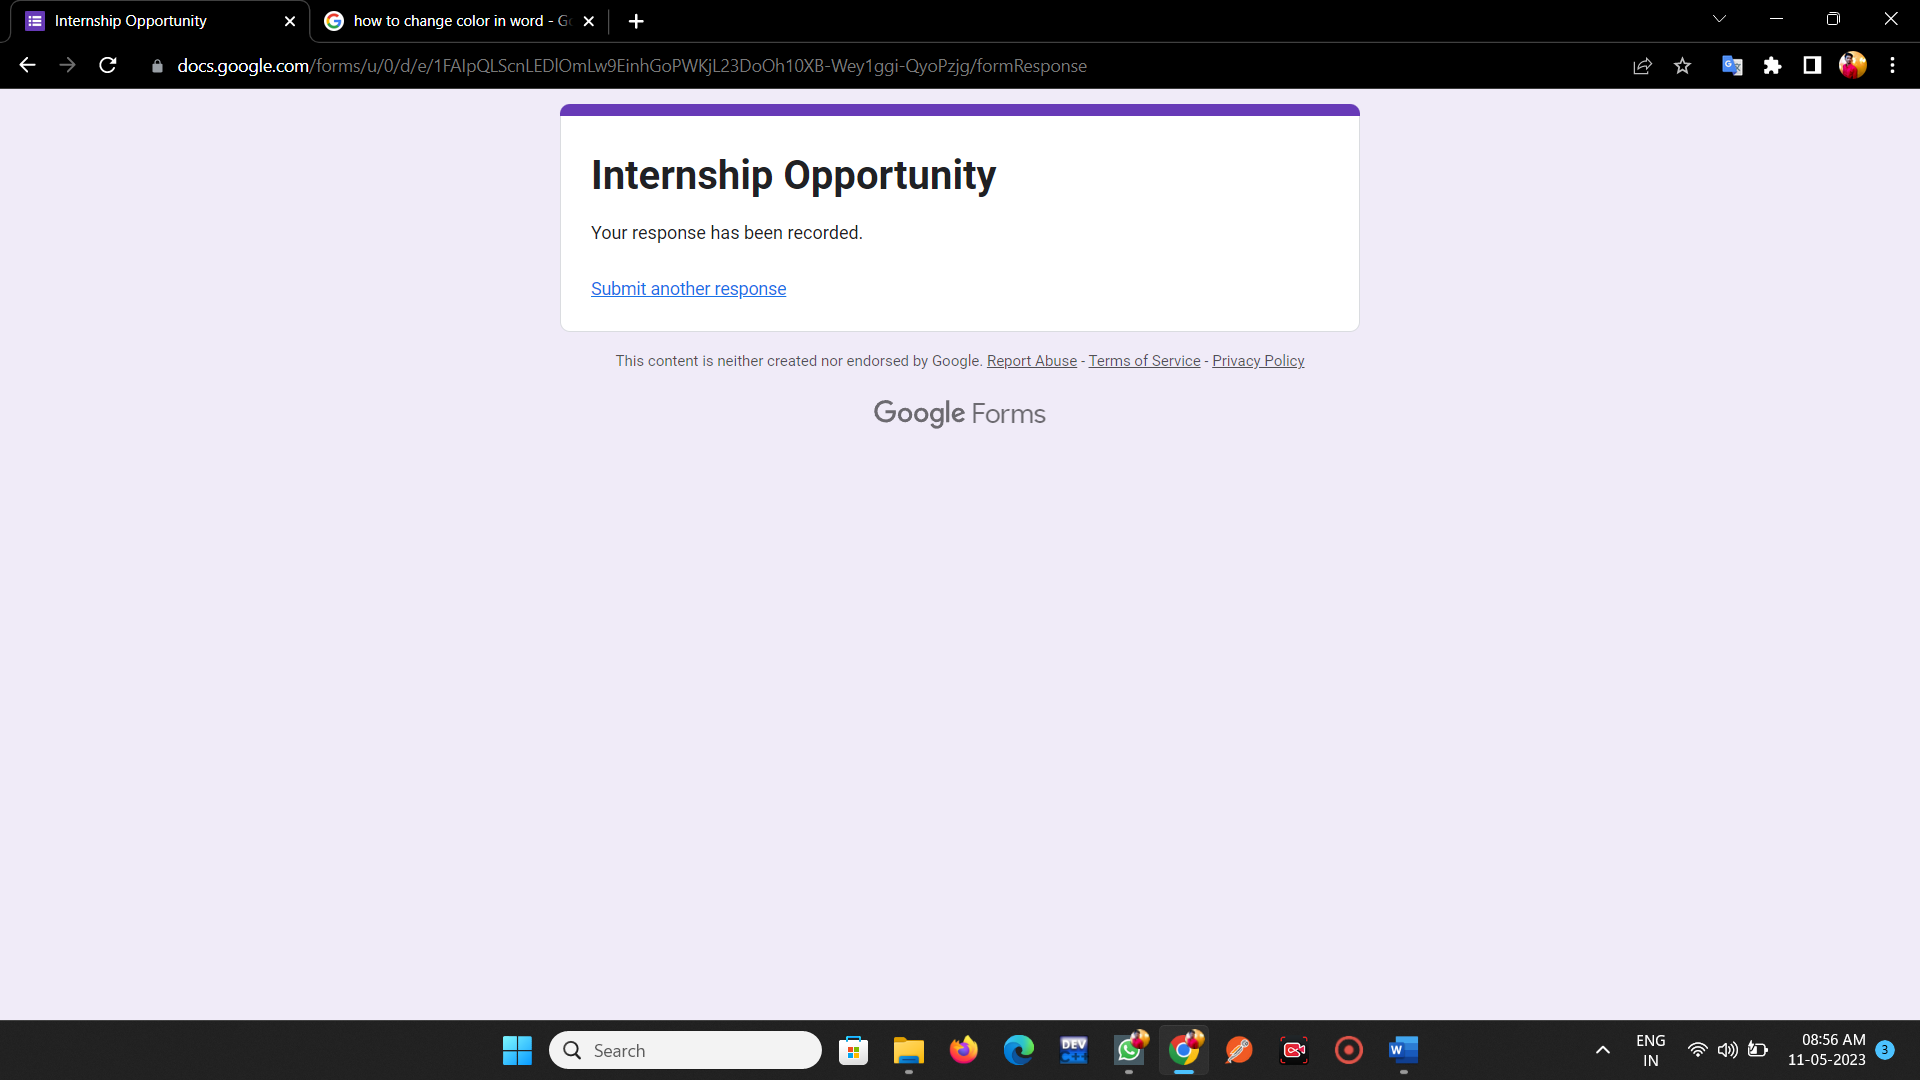 Internship Opportunity
how to change color in word - G
docs.google.com/forms/u/0/d/e/1FAIpQLScnLEDlOmLw9EinhGoPWKjL23DoOh10XB-Wey1ggi-QyoPzjg/formResponse
Internship Opportunity
Your response has been recorded.
Submit another response
This content is neither created nor endorsed by Google. Report Abuse - Terms of Service - Privacy Policy
Google Forms
Search
DEV
C++
W
ENG
IN
08:56 AM
11-05-2023
3